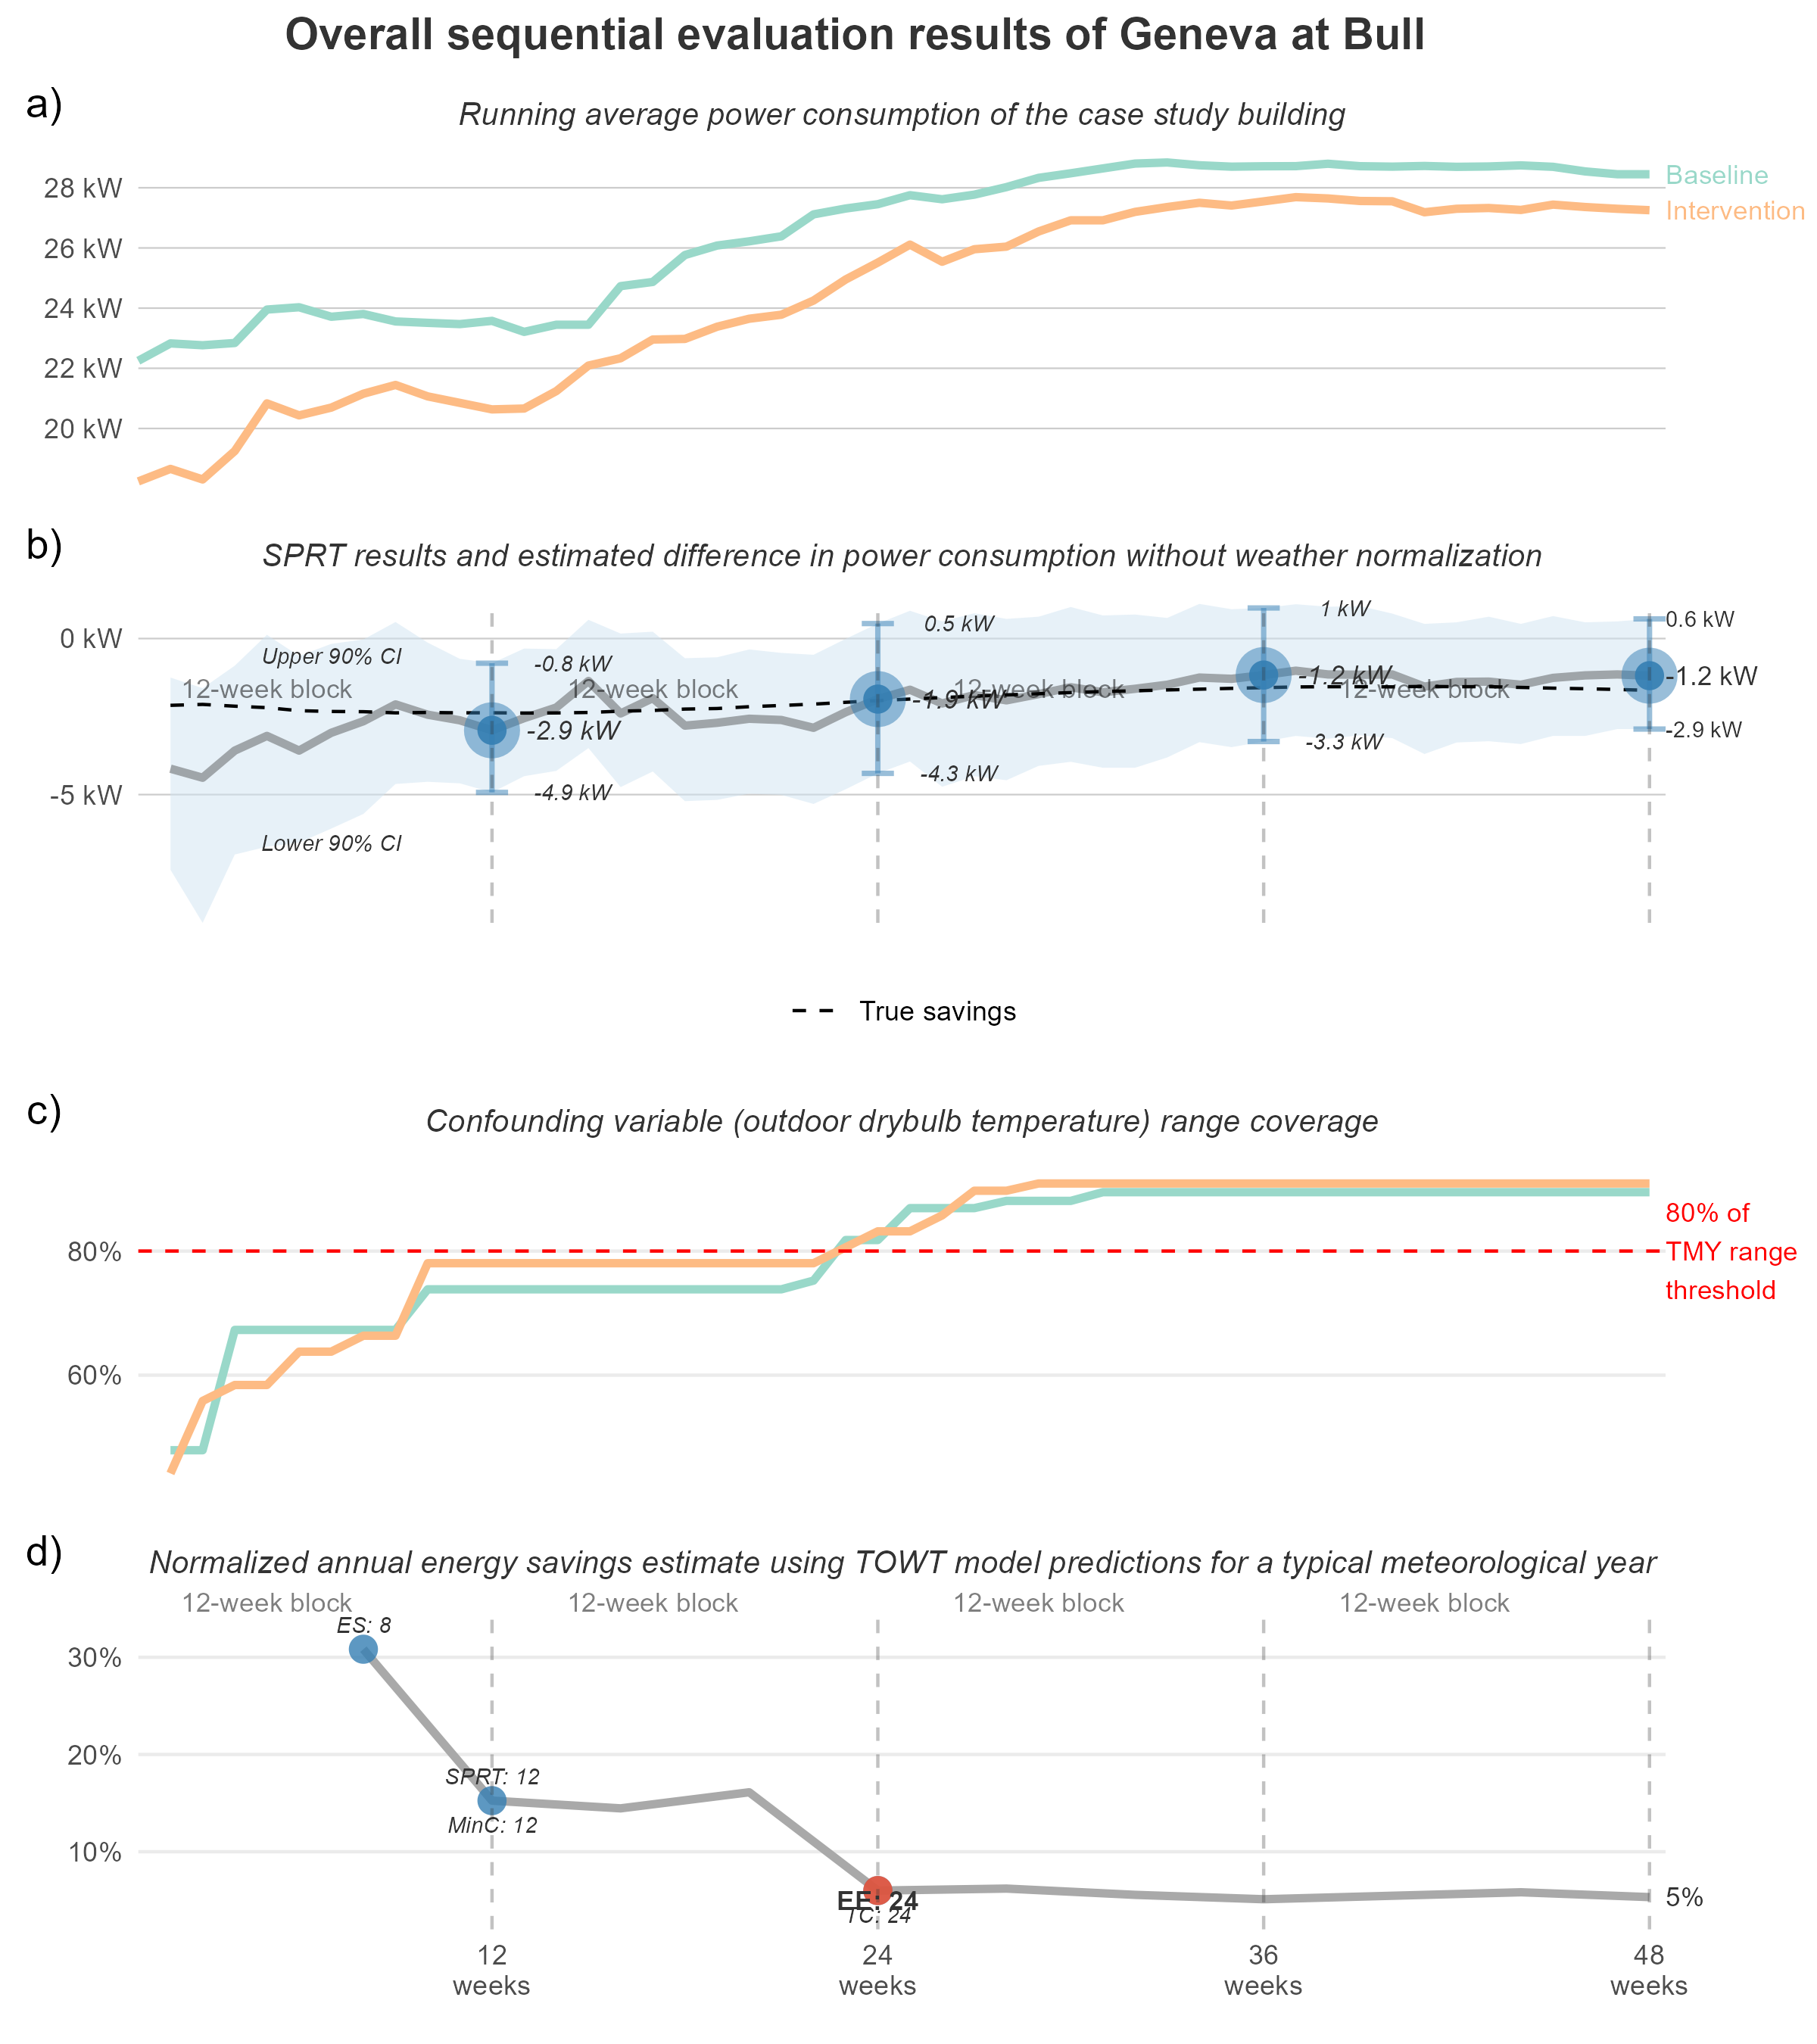 Overall sequential evaluation results of Geneva at Bull
a)
Running average power consumption of the case study building
28 kW
26 kW
24 kW
22 kW
20 kW
Baseline
Intervention
b)
SPRT results and estimated difference in power consumption without weather normalization
0 kW
-5 kW
Upper 90% CI
Lower 90% CI
12-week block
12-week block
12-week block
12-week block
-0.8 kW
-2.9 kW
-4.9 kW
0.5 kW
-1.9 kW
-4.3 kW
1 kW
-1.2 kW
-3.3 kW
0.6 kW
-1.2 kW
-2.9 kW
True savings
c)
Confounding variable (outdoor drybulb temperature) range coverage
80%
60%
80% of
TMY range
threshold
d)
Normalized annual energy savings estimate using TOWT model predictions for a typical meteorological year
12-week block
12-week block
12-week block
12-week block
30%
20%
10%
ES: 8
SPRT: 12
MinC: 12
EE: 24
TC: 24
5%
12
weeks
24
weeks
36
weeks
48
weeks